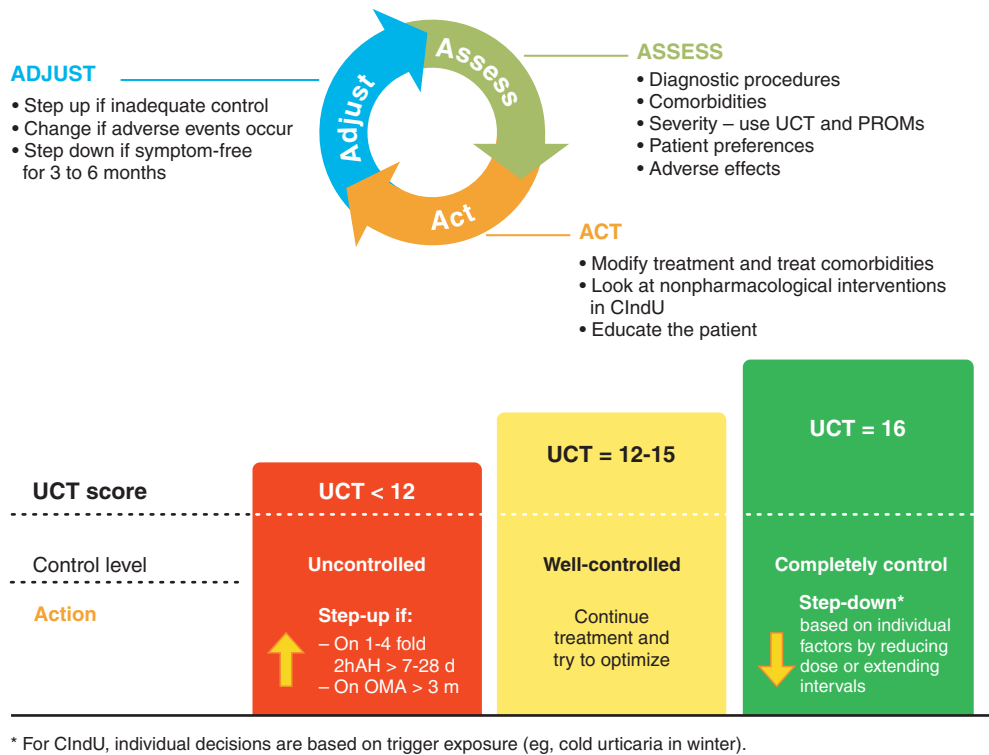 Adjust
Assess
Act
ADJUST
• Step up if inadequate control
• Change if adverse events occur
• Step down if symptom-free
for 3 to 6 months
ASSESS
• Diagnostic procedures
• Comorbidities
• Severity – use UCT and PROMs
• Patient preferences
• Adverse effects
ACT
• Modify treatment and treat comorbidities
• Look at nonpharmacological interventions
in CIndU
• Educate the patient
UCT score
Control level
Action
UCT < 12
Uncontrolled
Step-up if:
– On 1-4 fold
2hAH > 7-28 d
– On OMA > 3 m
UCT = 12-15
Well-controlled
Continue
treatment and
try to optimize
UCT = 16
Completely control
Step-down*
based on individual
factors by reducing
dose or extending
intervals
* For CIndU, individual decisions are based on trigger exposure (eg, cold urticaria in winter).